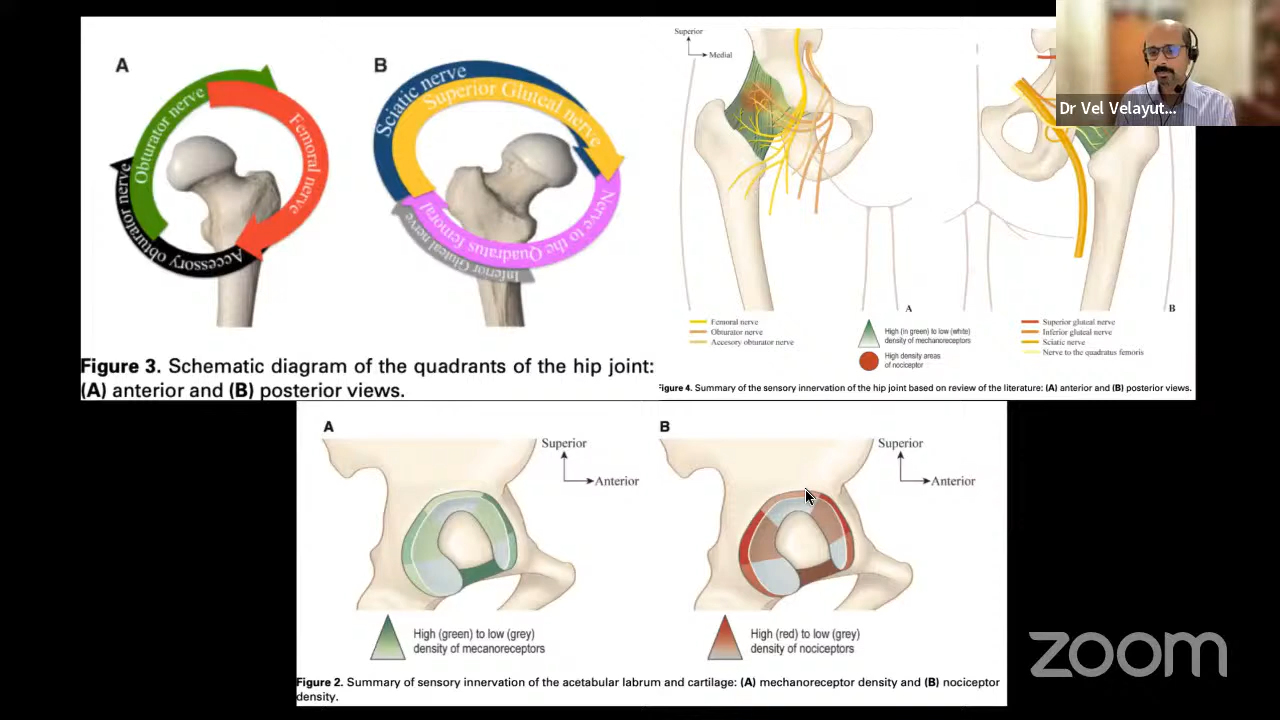 A
Obturator nerve
Femoral nerve
Accessory obturator nerve
B
Sciatic nerve
Superior Gluteal nerve
Nerve to the Quadratus femoral
Inferior Gluteal nerve
Figure 3. Schematic diagram of the quadrants of the hip joint:
(A) anterior and (B) posterior views.
Superior
Medial
A
B
Femoral nerve
Obturator nerve
Accesory obturator nerve
High (in green) to low (white)
density of mechanoreceptors
High density areas
of nociceptor
Superior gluteal nerve
Inferior gluteal nerve
Sciatic nerve
Nerve to the quadratus femoris
Figure 4. Summary of the sensory innervation of the hip joint based on review of the literature: (A) anterior and (B) posterior views.
Dr Vel Velayut...
A
Superior
Anterior
High (green) to low (grey)
density of mecanoreceptors
B
Superior
Anterior
High (red) to low (grey)
density of nociceptors
Figure 2. Summary of sensory innervation of the acetabular labrum and cartilage: (A) mechanoreceptor density and (B) nociceptor
density.
zoom